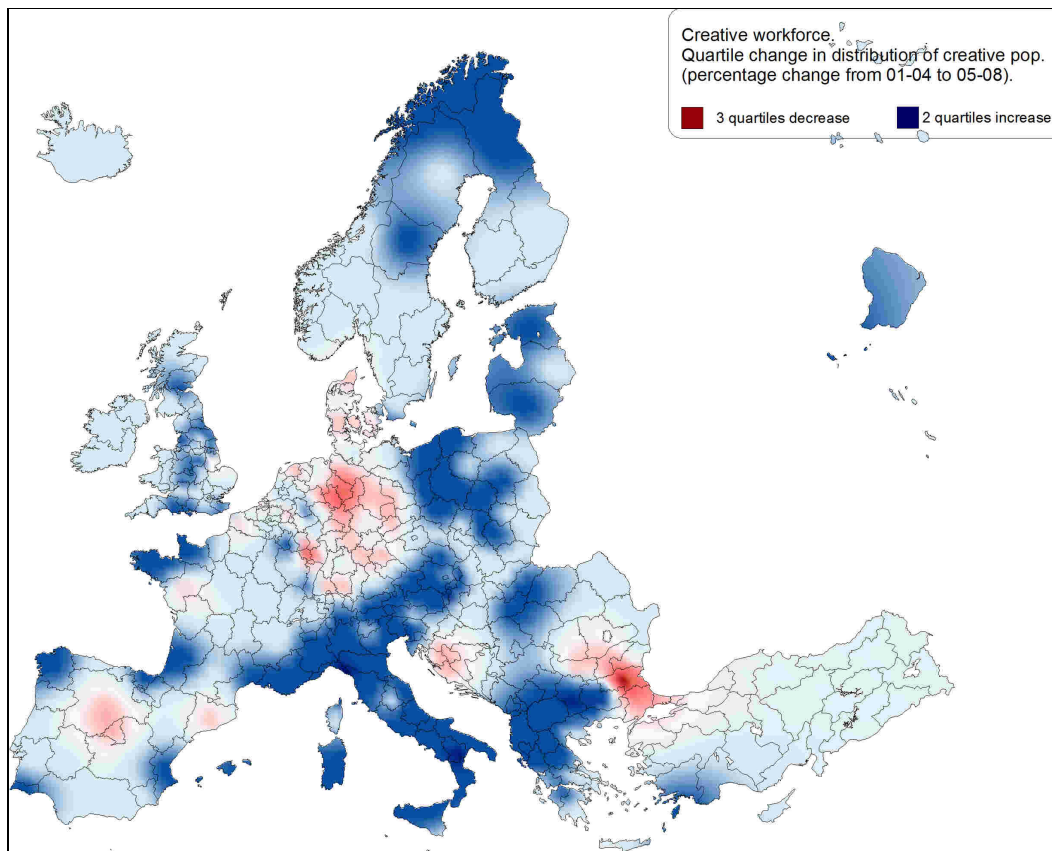 Creative workforce.
Quartile change in distribution of creative pop.
(percentage change from 01-04 to 05-08).
3 quartiles decrease 2 quartiles increase